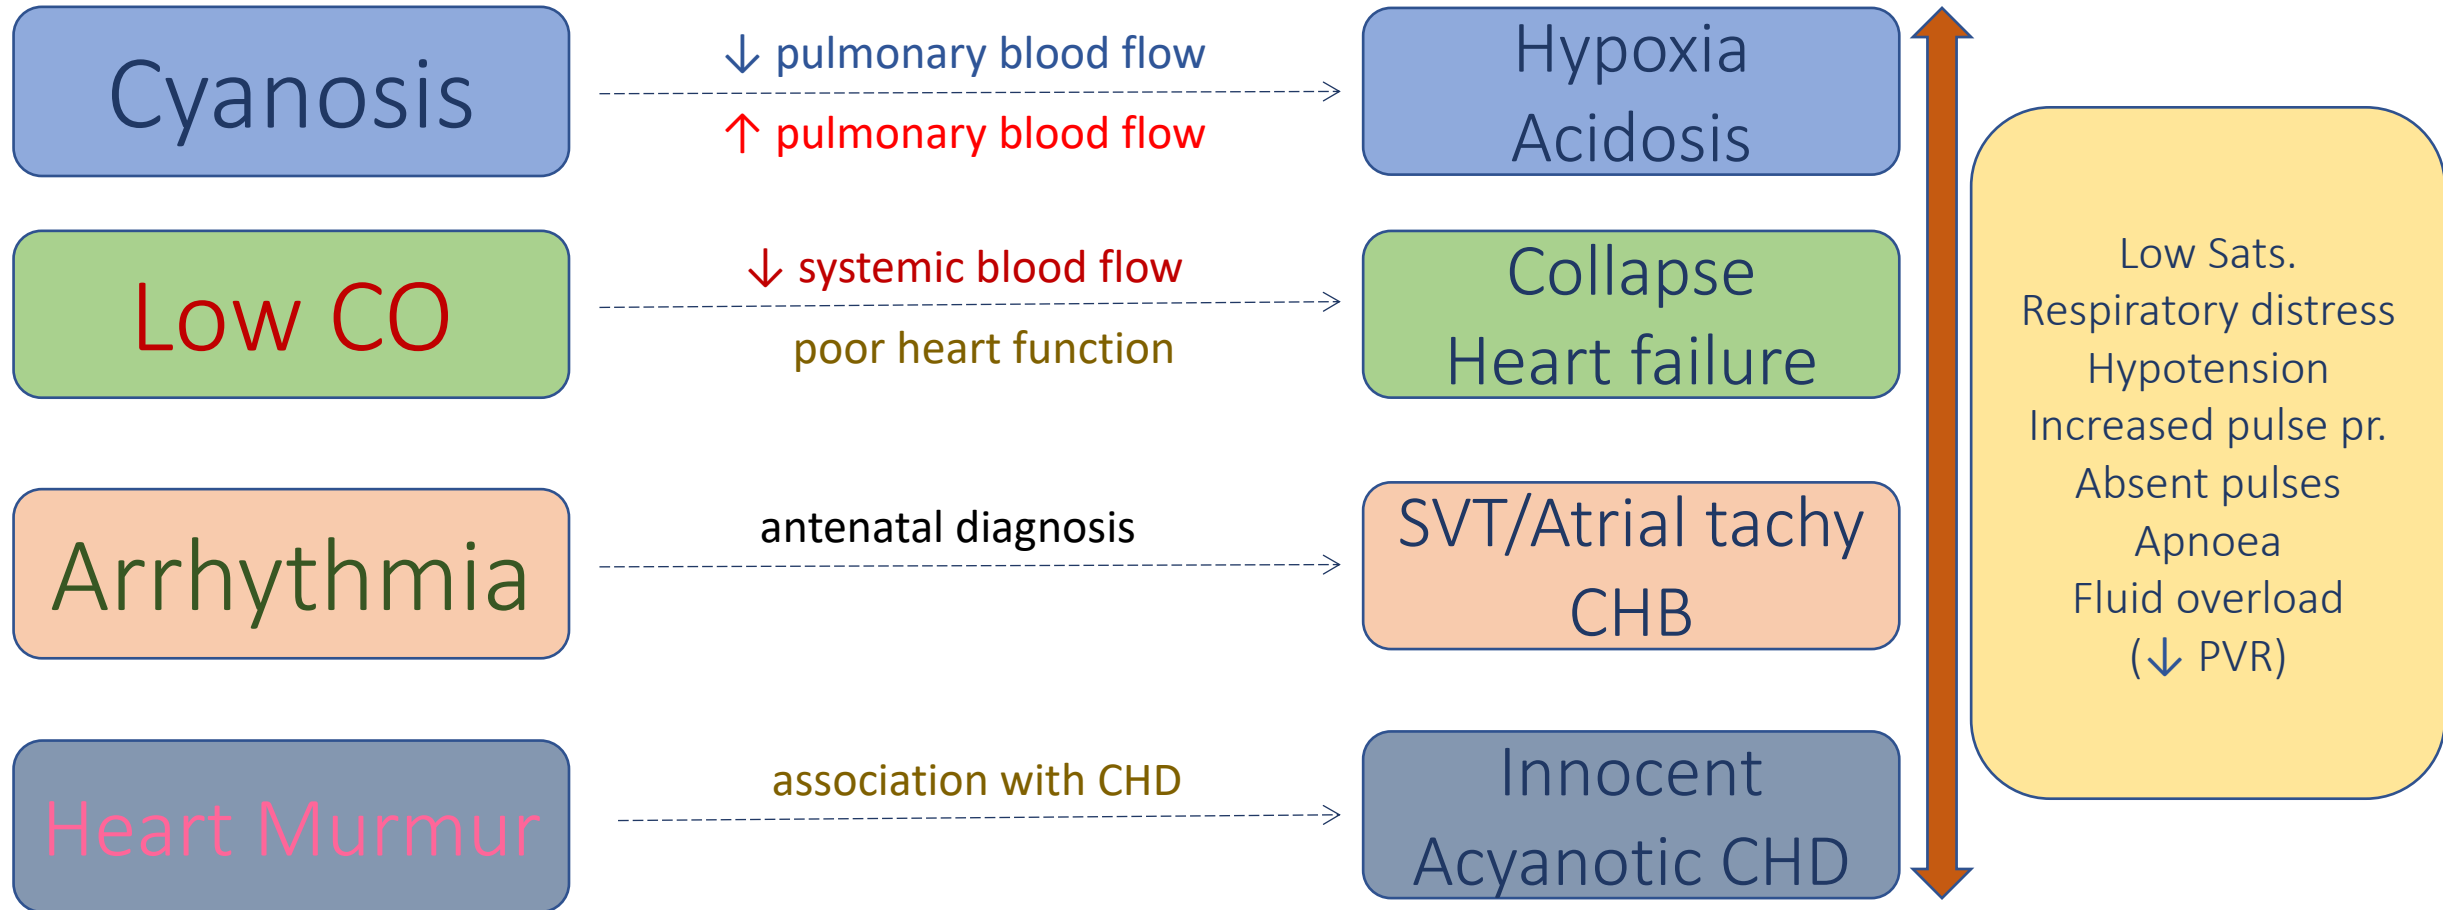 Cyanosis
↓ pulmonary blood flow
↑ pulmonary blood flow
Hypoxia
Acidosis
Low CO
↓ systemic blood flow
poor heart function
Collapse
Heart failure
Arrhythmia
antenatal diagnosis
SVT/Atrial tachy
CHB
Heart Murmur
association with CHD
Innocent
Acyanotic CHD
Low Sats.
Respiratory distress
Hypotension
Increased pulse pr.
Absent pulses
Apnoea
Fluid overload
(↓ PVR)